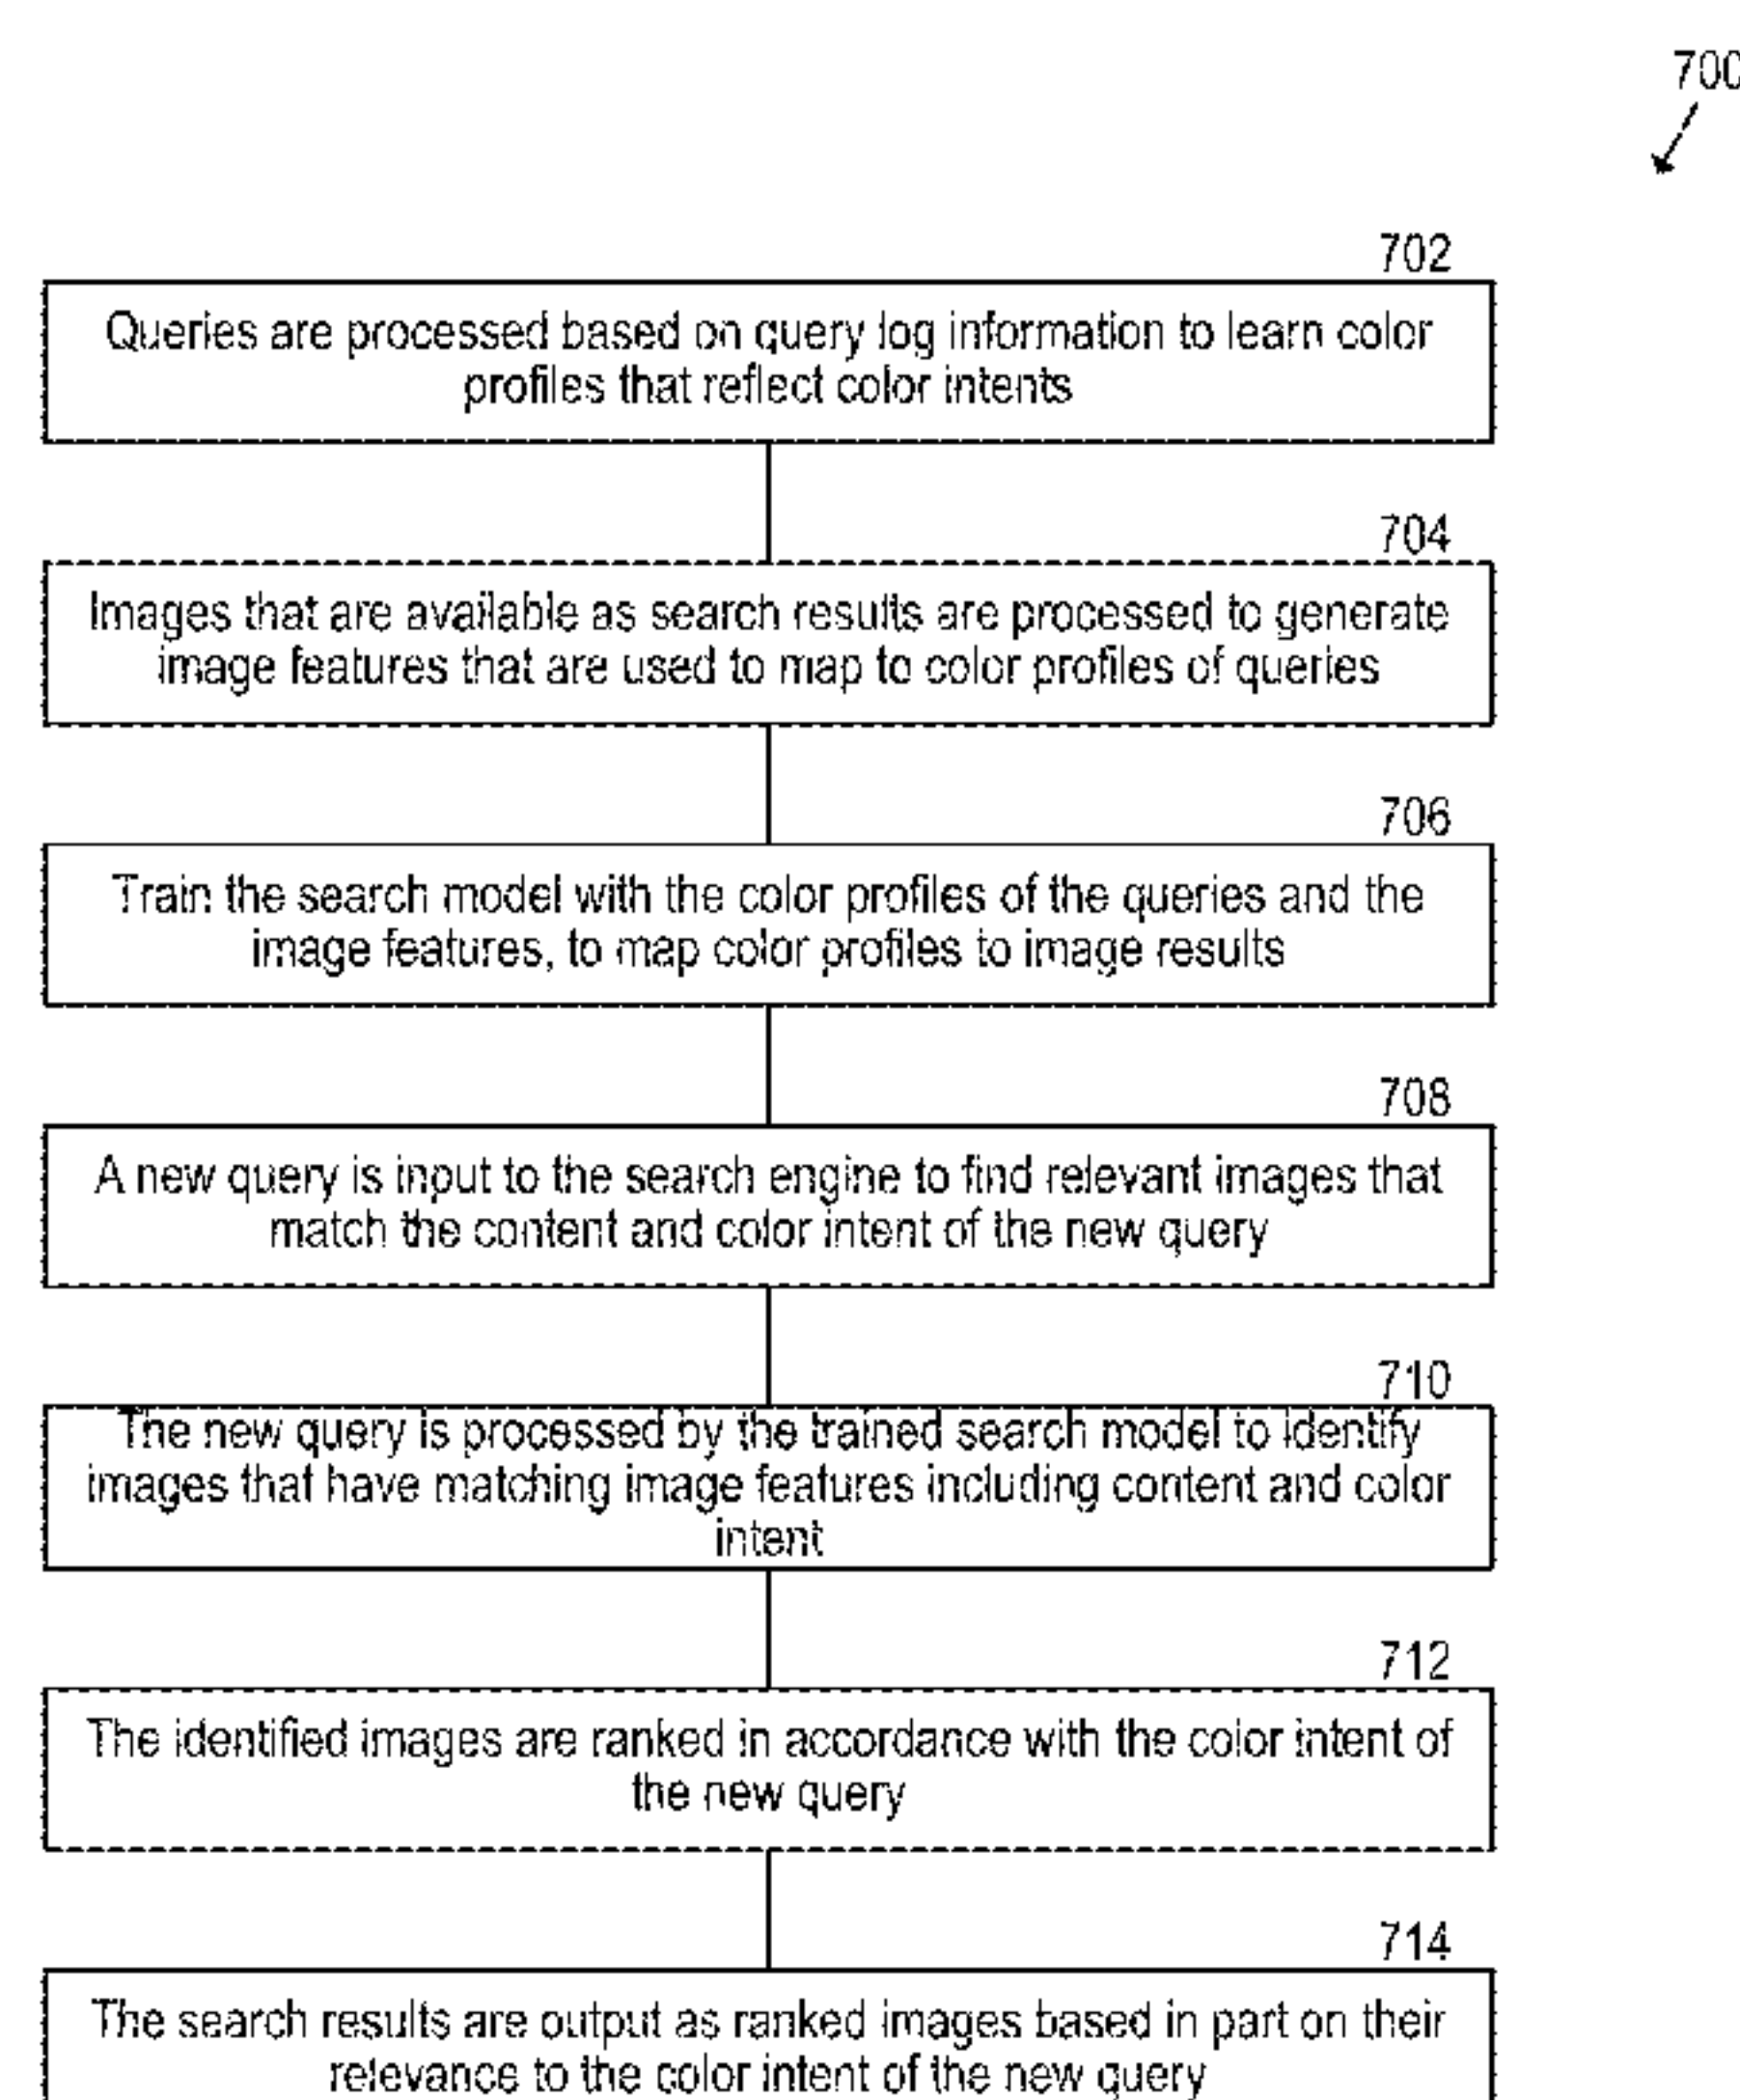 700
702
Queries are processed based on query log information to learn color
profiles that reflect color intents
704
Images that are available as search results are processed to generate
image features that are used to map to color profiles of queries
706
Train the search model with the color profiles of the queries and the
image features, to map color profiles to image results
708
A new query is input to the search engine to find relevant images that
match the content and color intent of the new query
710
The new query is processed by the trained search model to identify
images that have matching image features including content and color
intent
712
The identified images are ranked in accordance with the color intent of
the new query
714
The search results are output as ranked images based in part on their
relevance to the color intent of the new query